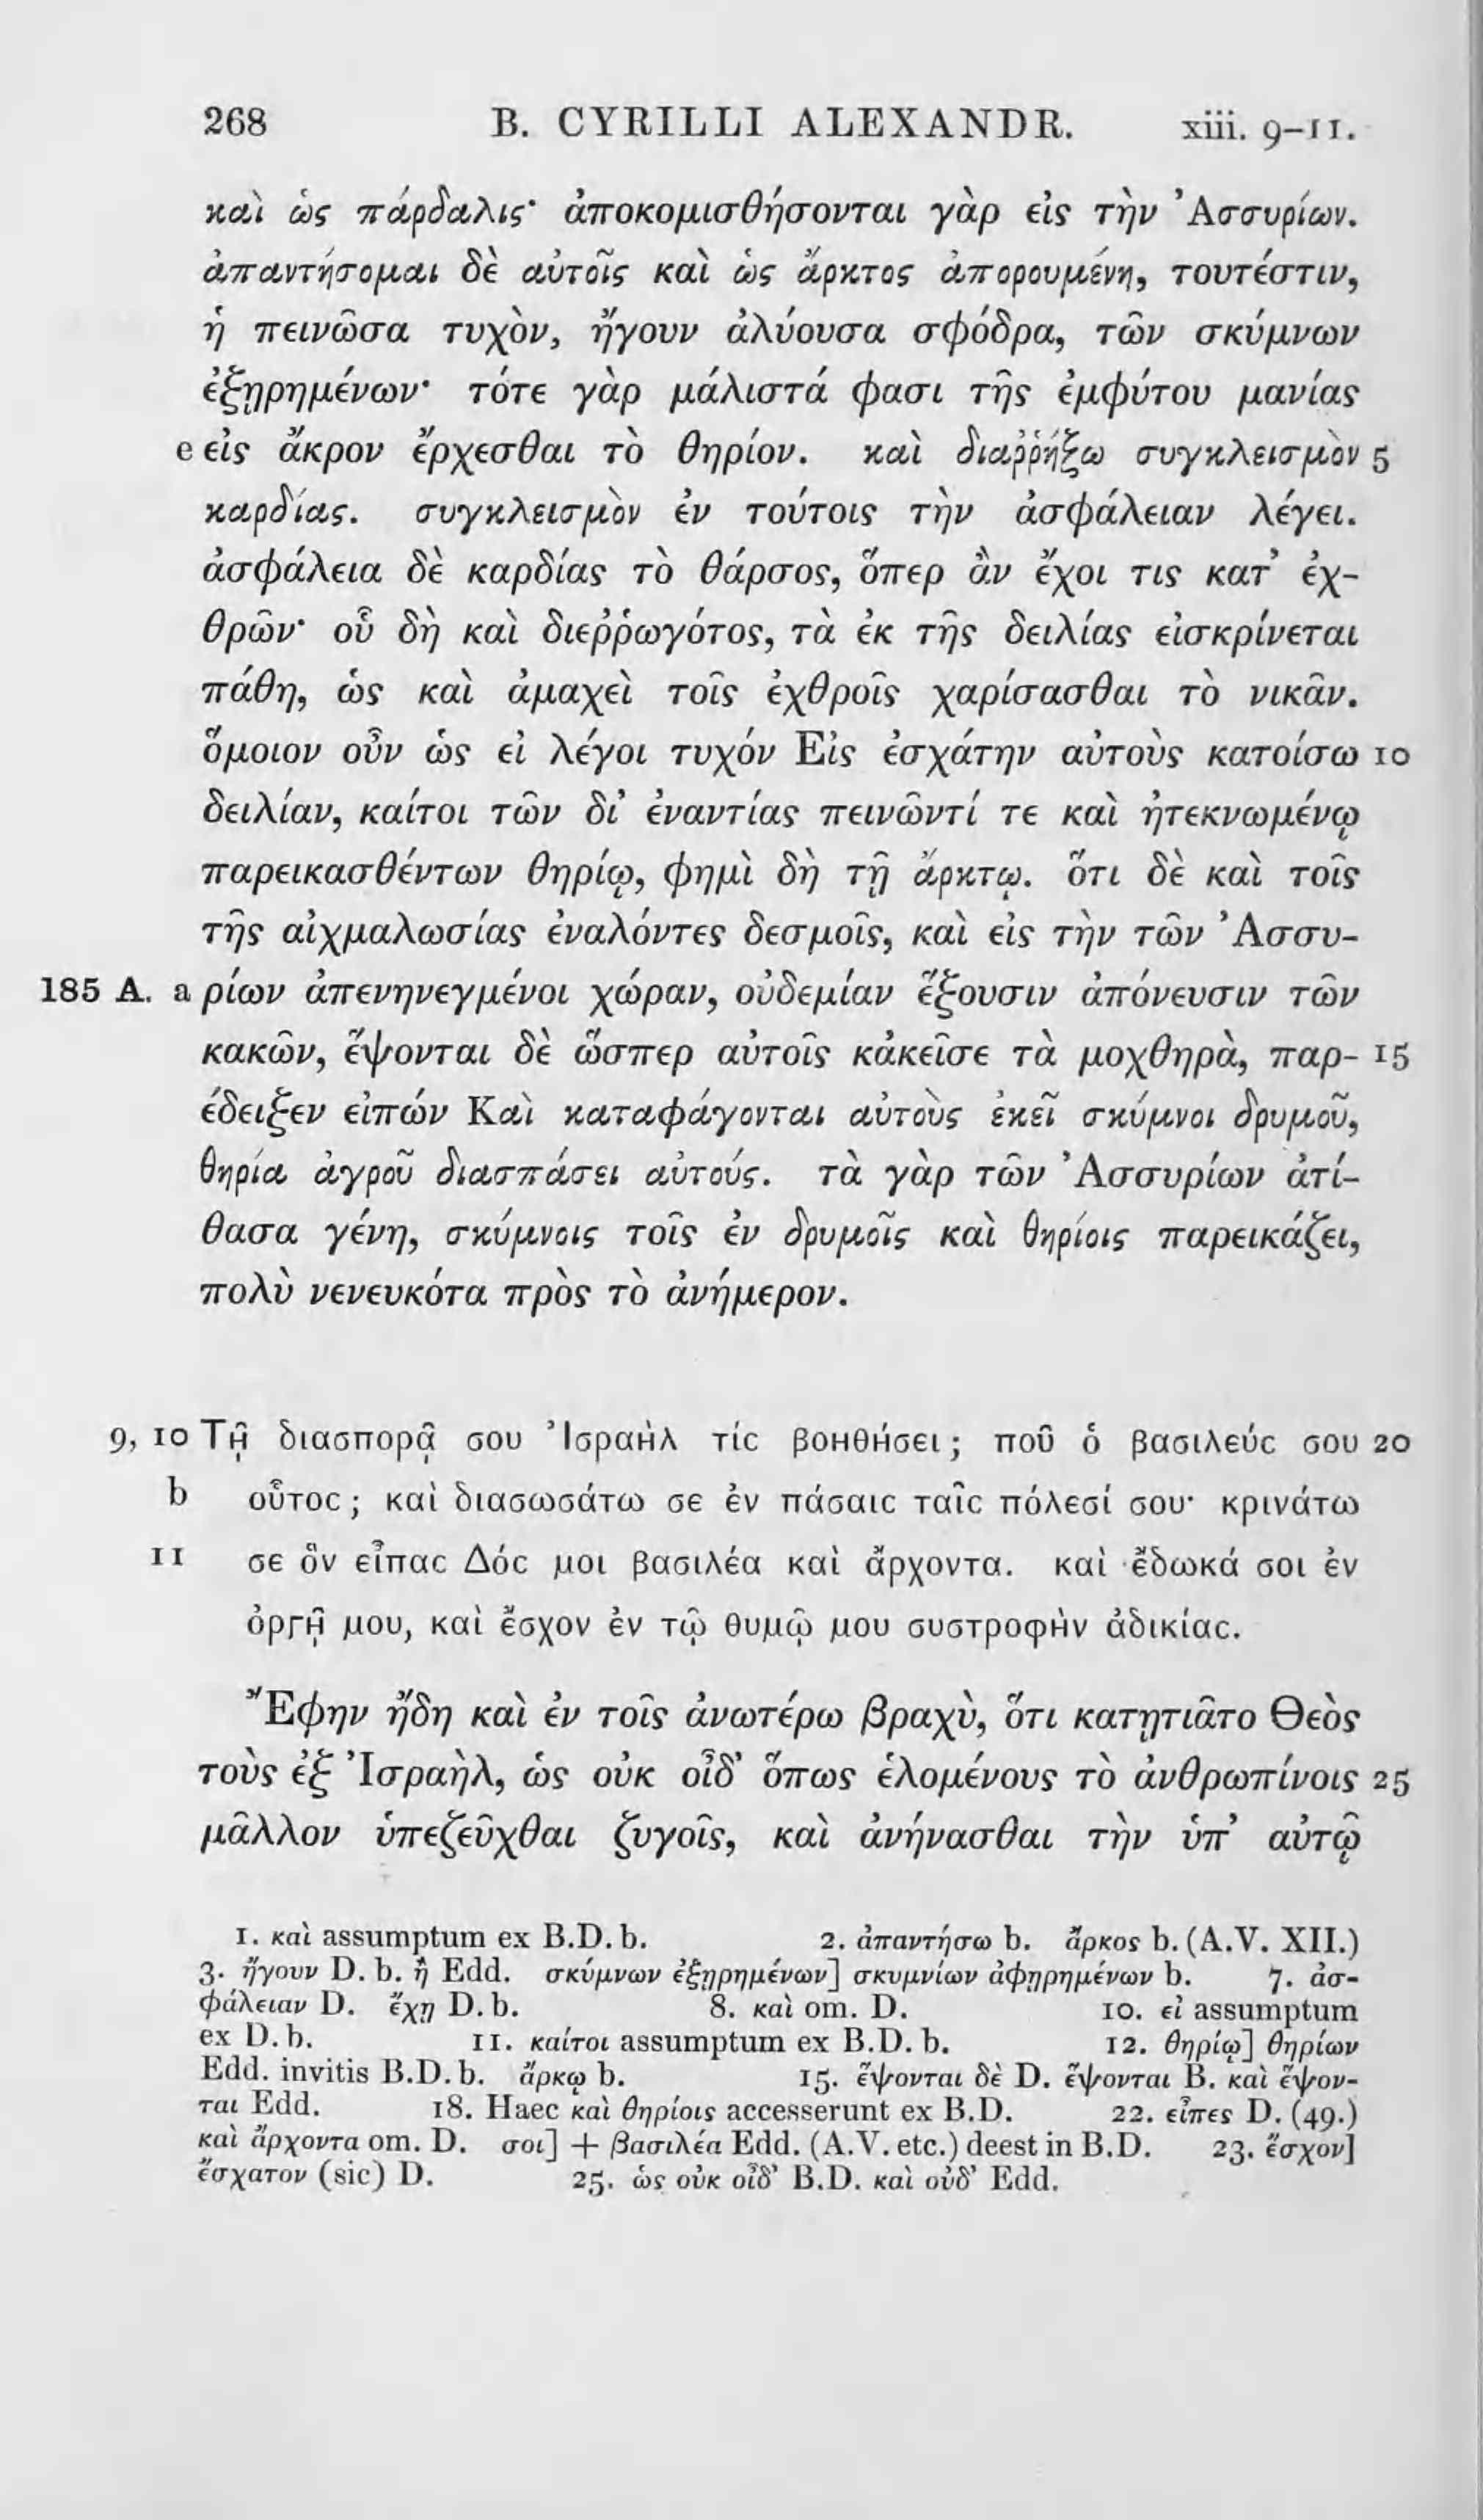 268 B. CYRILLI ALEXANDR. xiii. 9–11.
καὶ ὡς πάρδαλις· ἀποκομισθήσονται γὰρ εἰς τὴν Ἀσσυρίων.
ἀπαντήσομαι δὲ αὐτοῖς καὶ ὡς ἄρκτος ἀπορουμένη, τουτέστιν,
ἡ πεινῶσα τυχὸν, ἤγουν ἀλύουσα σφόδρα, τῶν σκύμνων
ἐξῃρημένων· τότε γὰρ μάλιστά φασι τῆς ἐμφύτου μανίας
e εἰς ἄκρον ἔρχεσθαι τὸ θηρίον. καὶ διαῤῥήξω συγκλεισμὸν 5
καρδίας. συγκλεισμὸν ἐν τούτοις τὴν ἀσφάλειαν λέγει.
ἀσφάλεια δὲ καρδίας τὸ θάρσος, ὅπερ ἂν ἔχοι τις κατ’ ἐχ-
θρῶν· οὗ δὴ καὶ διεῤῥωγότος, τὰ ἐκ τῆς δειλίας εἰσκρίνεται
πάθη, ὡς καὶ ἀμαχεὶ τοῖς ἐχθροῖς χαρίσασθαι τὸ νικᾶν.
ὅμοιον οὖν ὡς εἰ λέγοι τυχόν Εἰς ἐσχάτην αὐτοὺς κατοίσω 10
δειλίαν, καίτοι τῶν δι’ ἐναντίας πεινῶντί τε καὶ ἠτεκνωμένῳ
παρεικασθέντων θηρίῳ, φημὶ δὴ τῇ ἄρκτῳ. ὅτι δὲ καὶ τοῖς
τῆς αἰχμαλωσίας ἐναλόντες δεσμοῖς, καὶ εἰς τὴν τῶν Ἀσσυ-
185 A. a ρίων ἀπενηνεγμένοι χώραν, οὐδεμίαν ἕξουσιν ἀπόνευσιν τῶν
κακῶν, ἕψονται δὲ ὥσπερ αὐτοῖς κἀκεῖσε τὰ μοχθηρὰ, παρ- 15
έδειξεν εἰπών Καὶ καταφάγονται αὐτοὺς ἐκεῖ σκύμνοι δρυμοῦ,
θηρία ἀγροῦ διασπάσει αὐτούς. τὰ γὰρ τῶν Ἀσσυρίων ἀτί-
θασα γένη, σκύμνοις τοῖς ἐν δρυμοῖς καὶ θηρίοις παρεικάζει,
πολὺ νενευκότα πρὸς τὸ ἀνήμερον.
9, 10 Τῇ διασπορᾷ σου Ἰσραὴλ τίς βοηθήσει; ποῦ ὁ βασιλεύς σου 20
b οὗτος; καὶ διασωσάτω σε ἐν πάσαις ταῖς πόλεσί σου· κρινάτω
11 σε ὃν εἶπας Δός μοι βασιλέα καὶ ἄρχοντα. καὶ ἔδωκά σοι ἐν
ὀργῇ μου, καὶ ἔσχον ἐν τῷ θυμῷ μου συστροφὴν ἀδικίας.
Ἔφην ἤδη καὶ ἐν τοῖς ἀνωτέρω βραχὺ, ὅτι κατῃτιᾶτο Θεὸς
τοὺς ἐξ Ἰσραὴλ, ὡς οὐκ οἶδ’ ὅπως ἑλομένους τὸ ἀνθρωπίνοις 25
μᾶλλον ὑπεζεῦχθαι ζυγοῖς, καὶ ἀνήνασθαι τὴν ὑπ’ αὐτῷ
1. καὶ assumptum ex B.D.b. 2. ἀπαντήσω b. ἄρκος b. (A.V. XII.)
3. ἤγουν D. b. ἢ Edd. σκύμνων ἐξῃρημένων] σκυμνίων ἀφῃρημένων b. 7. ἀσ-
φάλειαν D. ἔχῃ D.b. 8. καὶ om. D. 10. εἰ assumptum
ex D.b. 11. καίτοι assumptum ex B.D.b. 12. θηρίῳ] θηρίων
Edd. invitis B.D.b. ἄρκῳ b. 15. ἕψονται δὲ D. ἕψονται B. καὶ ἕψον-
ται Edd. 18. Haec καὶ θηρίοις accesserunt ex B.D. 22. εἶπες D. (49.)
καὶ ἄρχοντα om. D. σοι] + βασιλέα Edd. (A.V. etc.) deest in B.D. 23. ἔσχον]
ἔσχατον (sic) D. 25. ὡς οὐκ οἶδ’ B.D. καὶ οὐδ’ Edd.